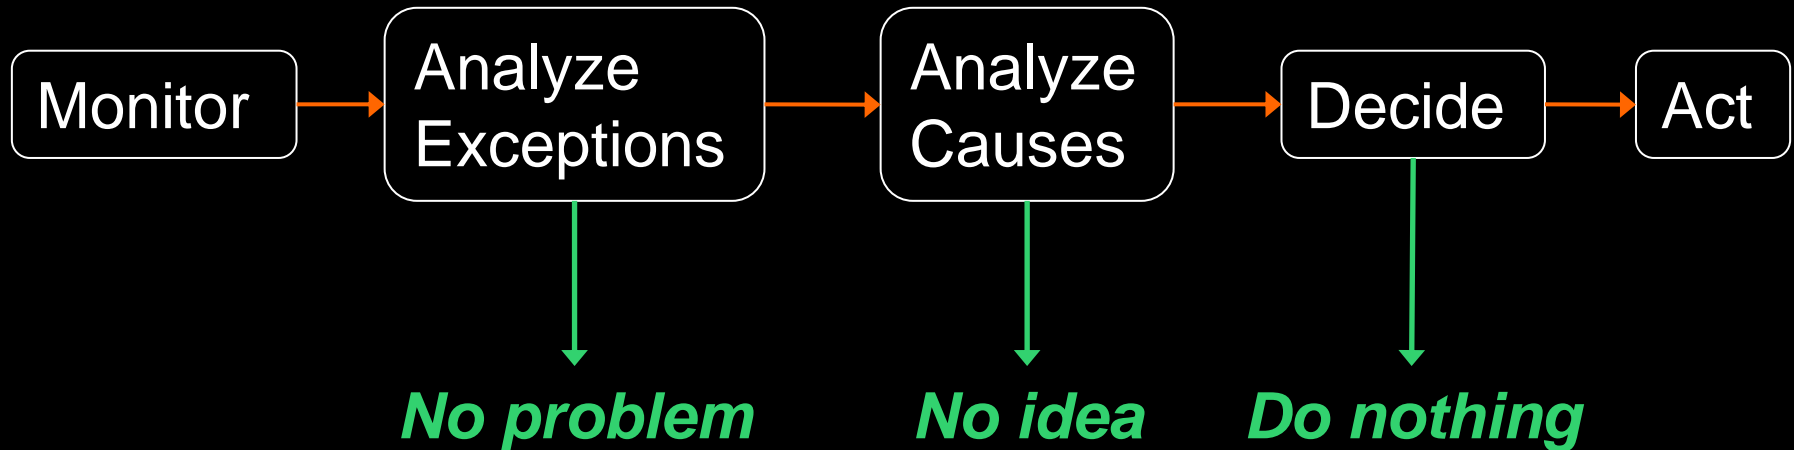 Monitor
Analyze
Exceptions
Analyze
Causes
Decide
Act
No problem
No idea
Do nothing